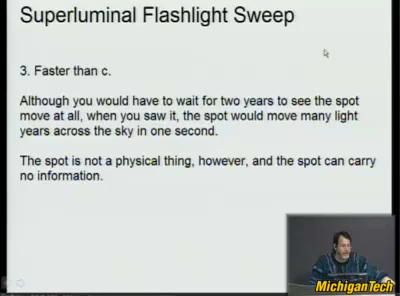 Superluminal Flashlight Sweep
3. Faster than c.
Although you would have to wait for two years to see the spot
move at all, when you saw it, the spot would move many light
years across the sky in one second.
The spot is not a physical thing, however, and the spot can carry
no information.
MichiganTech